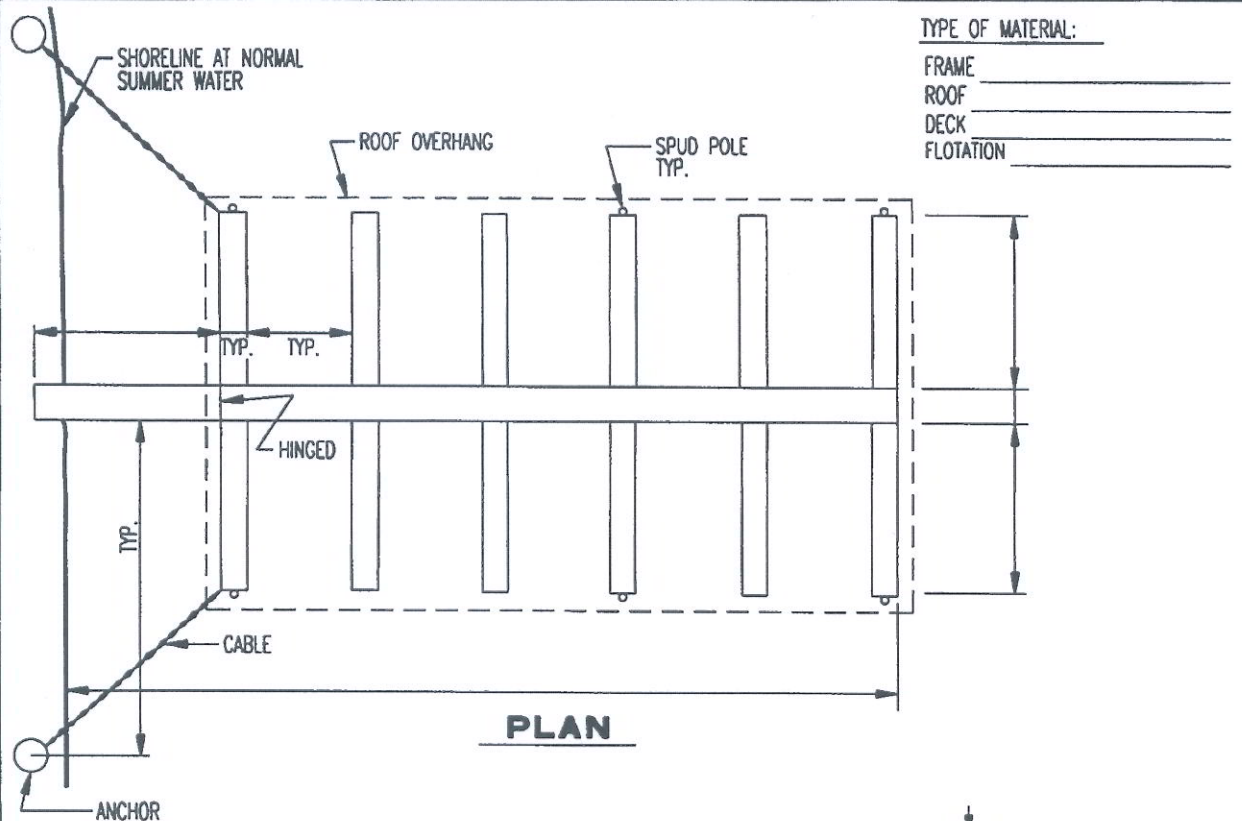 TYPE OF MATERIAL:
FRAME
ROOF
DECK
FLOTATION
SHORELINE AT NORMAL
SUMMER WATER
ROOF OVERHANG
SPUD POLE
TYP.
TYP.
TYP.
HINGED
TYP.
CABLE
PLAN
ANCHOR